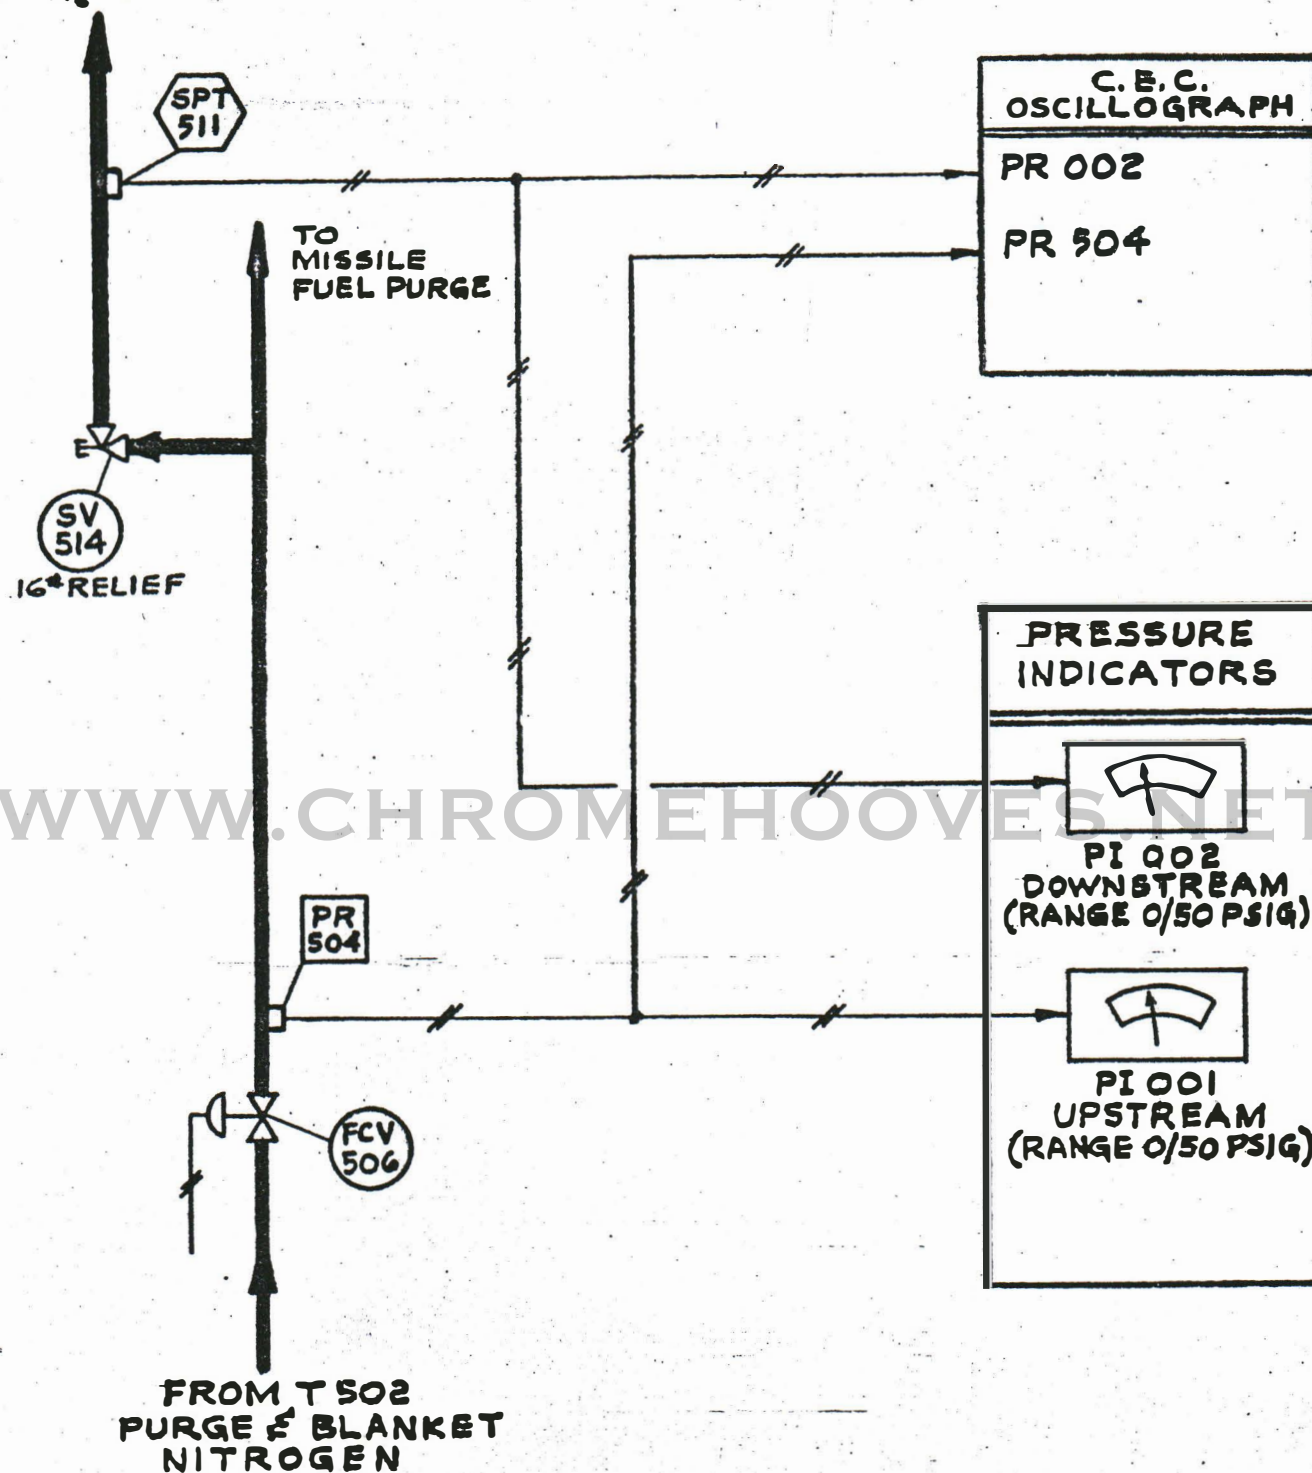 SPT
511
C.E.C.
OSCILLOGRAPH
PR 002
PR 504
TO
MISSILE
FUEL PURGE
SV
514
16# RELIEF
PRESSURE
INDICATORS
WWW.CHROMEHOOVES.NET
PI 002
DOWNSTREAM
(RANGE 0/50 PSIG)
PR
504
PI 001
UPSTREAM
(RANGE 0/50 PSIG)
FCV
506
FROM T 502
PURGE & BLANKET
NITROGEN